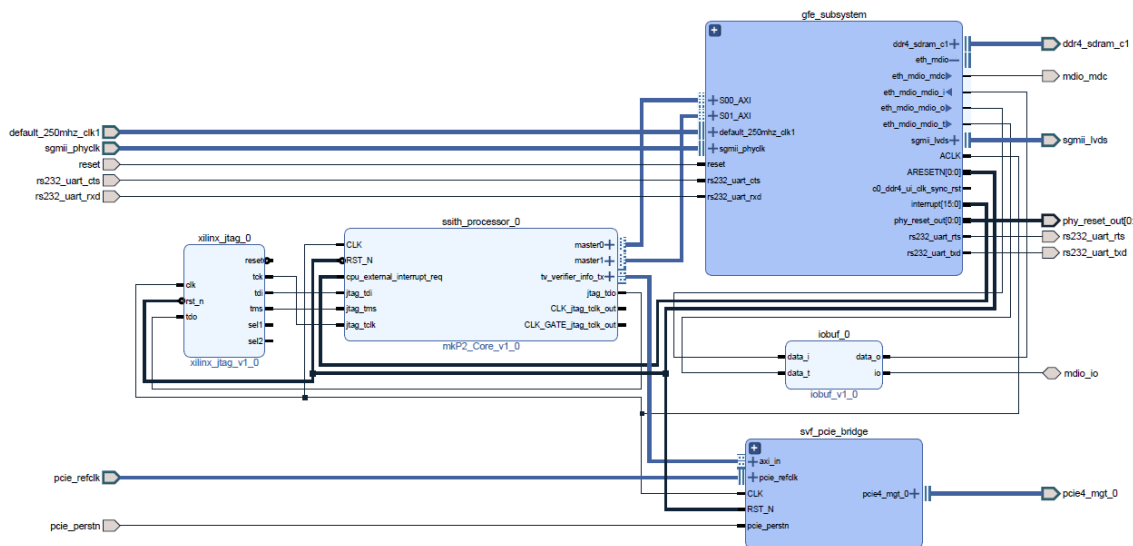 gfe_subsystem
ddr4_sdram_c1
eth_mdio
eth_mdio_mdc
eth_mdio_mdio_i
eth_mdio_mdio_o
eth_mdio_mdio_t
sgmii_lvds
ACLK
ARESETN[0:0]
c0_ddr4_ui_clk_sync_rst
interrupt[15:0]
phy_reset_out[0:0]
rs232_uart_rts
rs232_uart_txd
S00_AXI
S01_AXI
default_250mhz_clk1
sgmii_phyclk
reset
rs232_uart_cts
rs232_uart_rxd
ddr4_sdram_c1
mdio_mdc
sgmii_lvds
phy_reset_out[0:
rs232_uart_rts
rs232_uart_txd
default_250mhz_clk1
sgmii_phyclk
reset
rs232_uart_cts
rs232_uart_rxd
xilinx_jtag_0
clk
rst_n
tdo
reset
tck
tdi
tms
sel1
sel2
xilinx_jtag_v1_0
ssith_processor_0
CLK
RST_N
cpu_external_interrupt_req
jtag_tdi
jtag_tms
jtag_tclk
master0
master1
tv_verifier_info_tx
jtag_tdo
CLK_jtag_tclk_out
CLK_GATE_jtag_tclk_out
mkP2_Core_v1_0
iobuf_0
data_i
data_t
data_o
io
iobuf_v1_0
mdio_io
svf_pcie_bridge
axi_in
pcie_refclk
CLK
RST_N
pcie_perstn
pcie4_mgt_0
pcie4_mgt_0
pcie_refclk
pcie_perstn